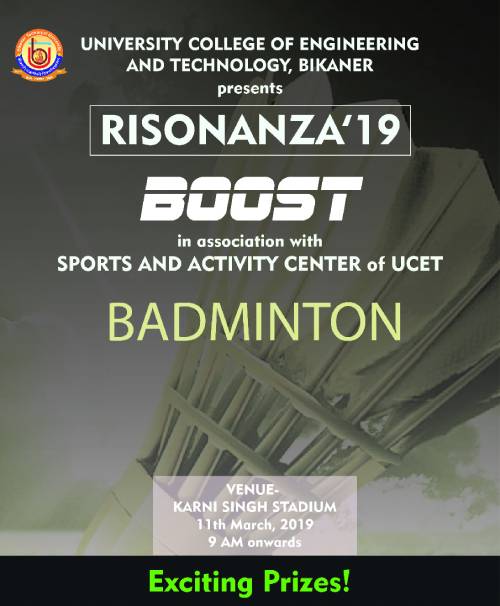 UNIVERSITY COLLEGE OF ENGINEERING
AND TECHNOLOGY, BIKANER
presents
RISONANZA'19
BOOST
in association with
SPORTS AND ACTIVITY CENTER of UCET
BADMINTON
VENUE-
KARNI SINGH STADIUM
11th March, 2019
9 AM onwards
Exciting Prizes!